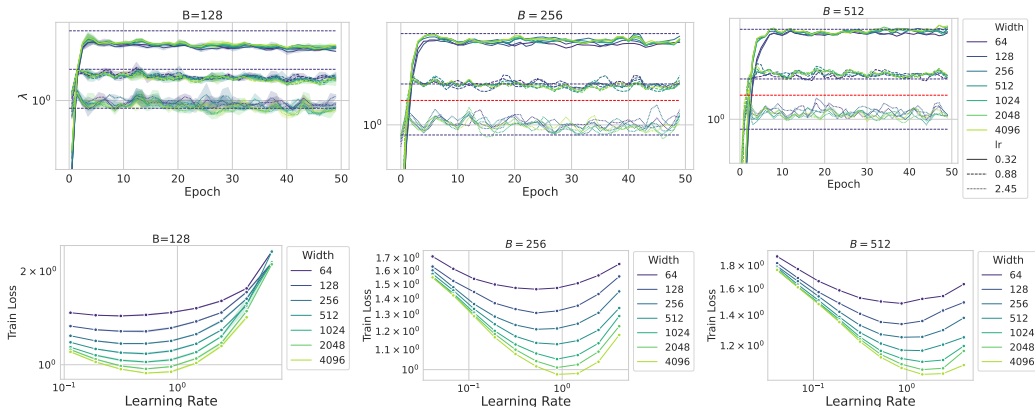 B=128
λ
10⁰
0 10 20 30 40 50
Epoch
B = 256
10⁰
0 10 20 30 40 50
Epoch
B = 512
10⁰
0 10 20 30 40 50
Epoch
Width
64
128
256
512
1024
2048
4096
lr
0.32
0.88
2.45
B=128
Train Loss
2 × 10⁰
10⁰
10⁻¹ 10⁰
Learning Rate
Width
64
128
256
512
1024
2048
4096
B = 256
Train Loss
1.7 × 10⁰
1.6 × 10⁰
1.5 × 10⁰
1.4 × 10⁰
1.3 × 10⁰
1.2 × 10⁰
1.1 × 10⁰
10⁰
10⁻¹ 10⁰
Learning Rate
Width
64
128
256
512
1024
2048
4096
B = 512
Train Loss
1.8 × 10⁰
1.6 × 10⁰
1.4 × 10⁰
1.2 × 10⁰
10⁻¹ 10⁰
Learning Rate
Width
64
128
256
512
1024
2048
4096